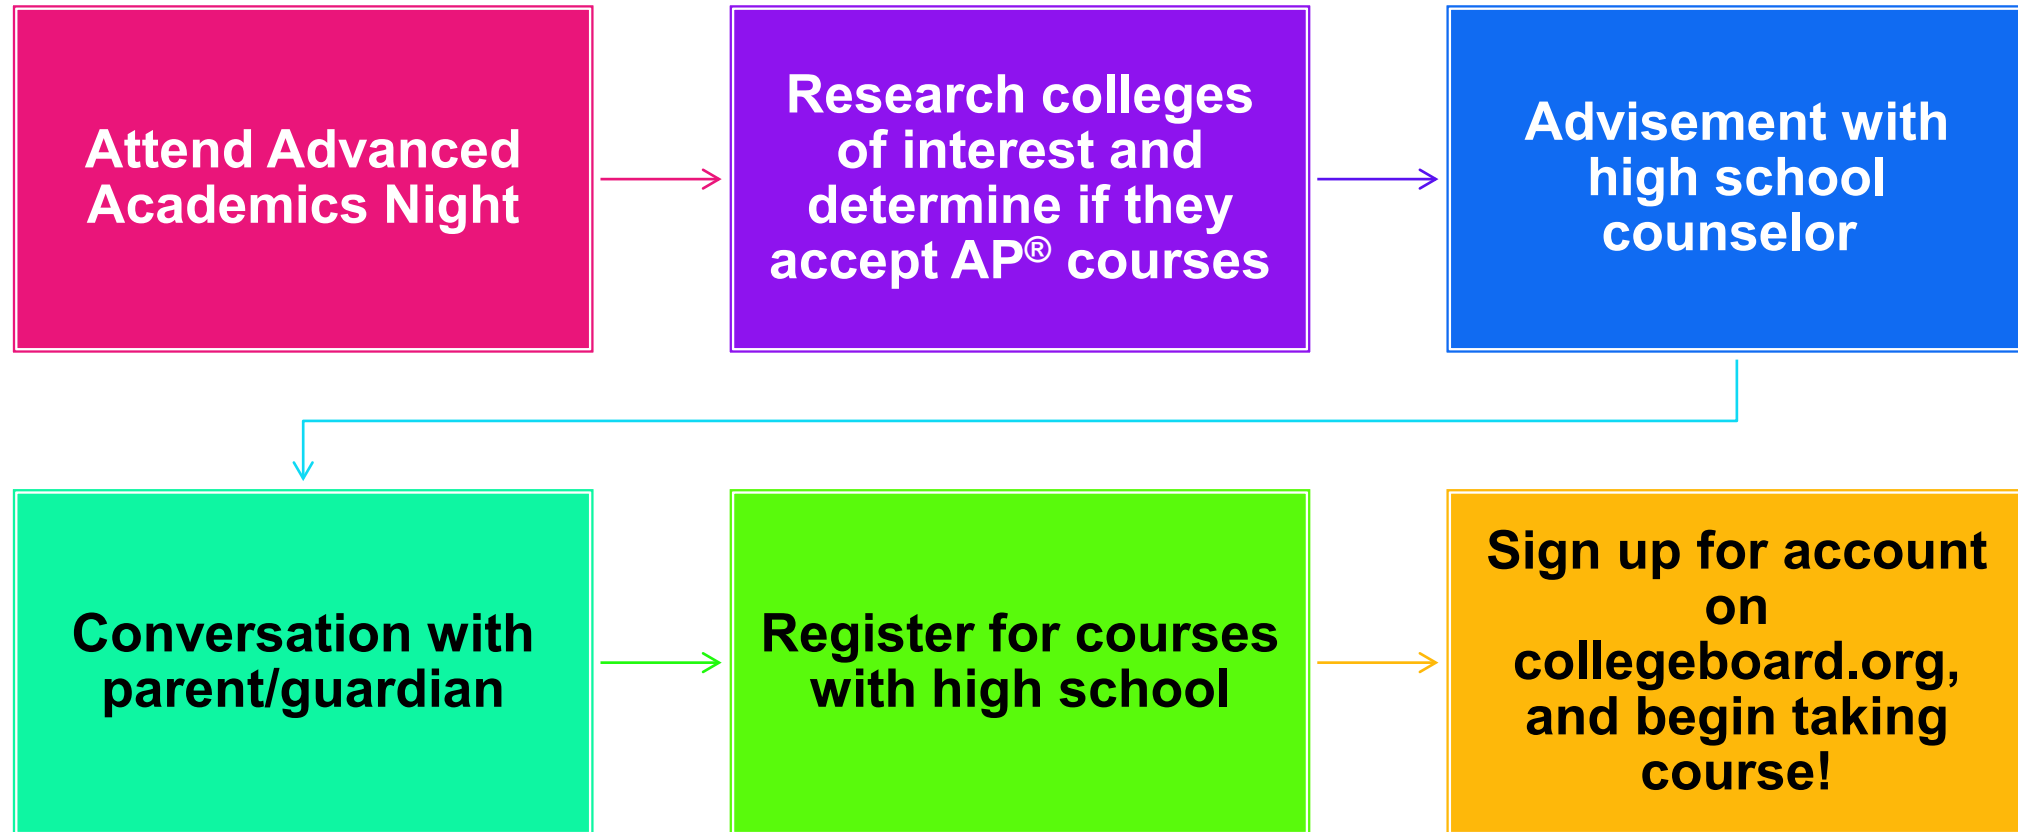 Attend Advanced
Academics Night
Research colleges
of interest and
determine if they
accept AP® courses
Advisement with
high school
counselor
Conversation with
parent/guardian
Register for courses
with high school
Sign up for account
on
collegeboard.org,
and begin taking
course!